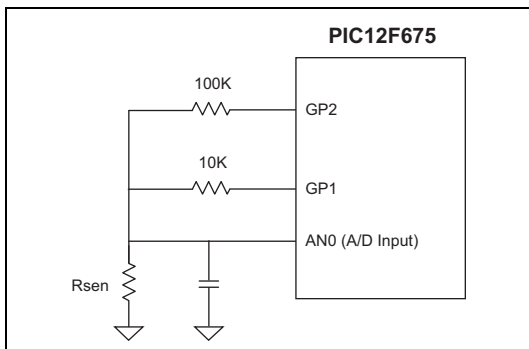 PIC12F675
100K
GP2
10K
GP1
AN0 (A/D Input)
Rsen